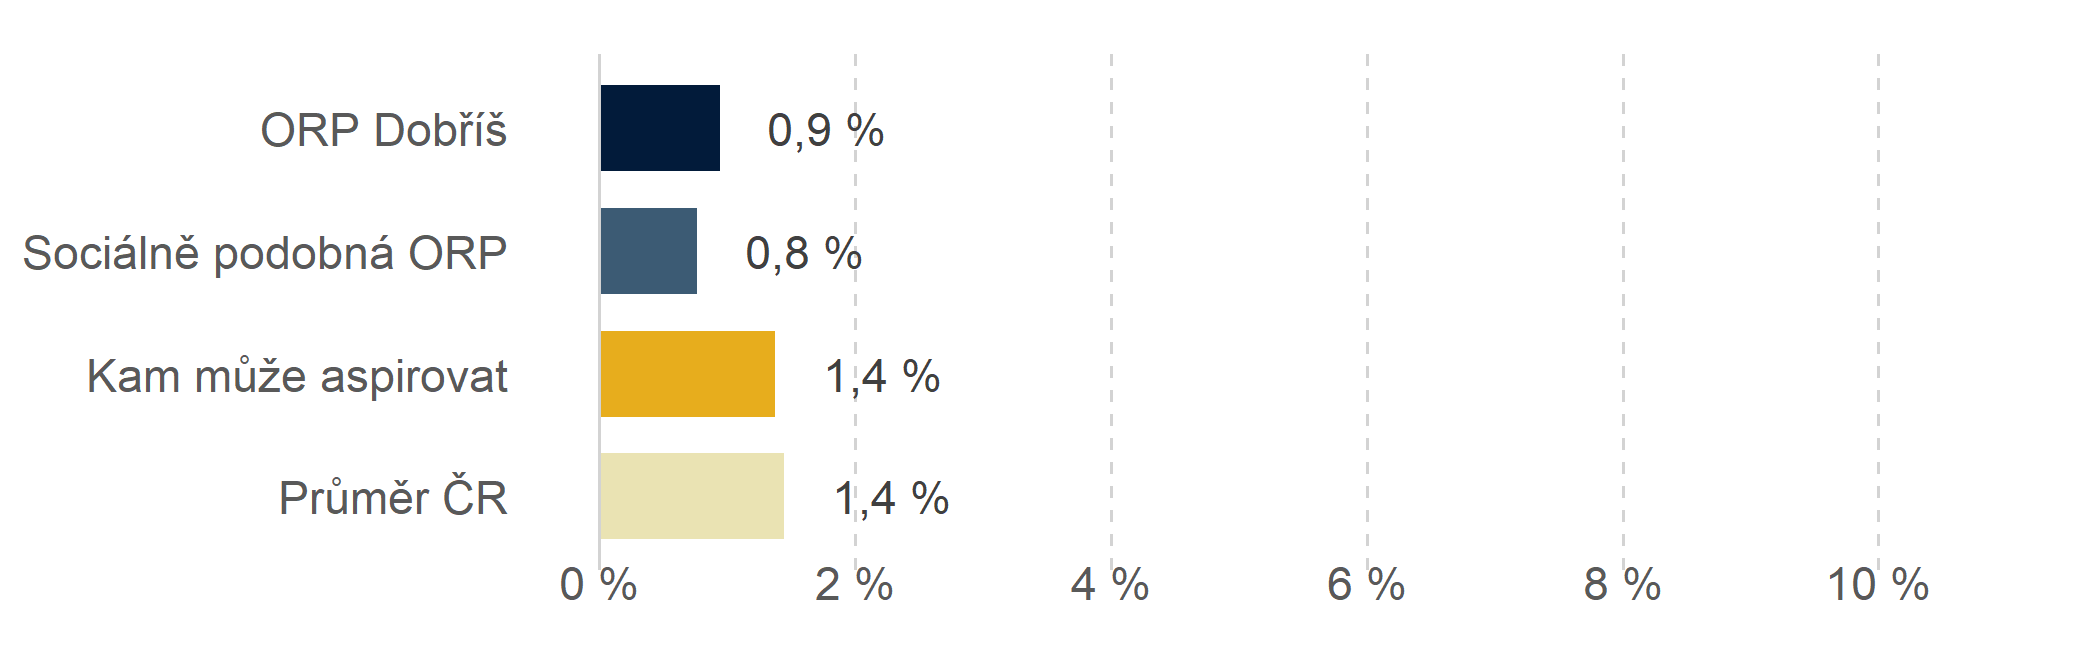 ORP Dobříš 0,9 %
Sociálně podobná ORP 0,8 %
Kam může aspirovat 1,4 %
Průměr ČR 1,4 %
0 % 2 % 4 % 6 % 8 % 10 %